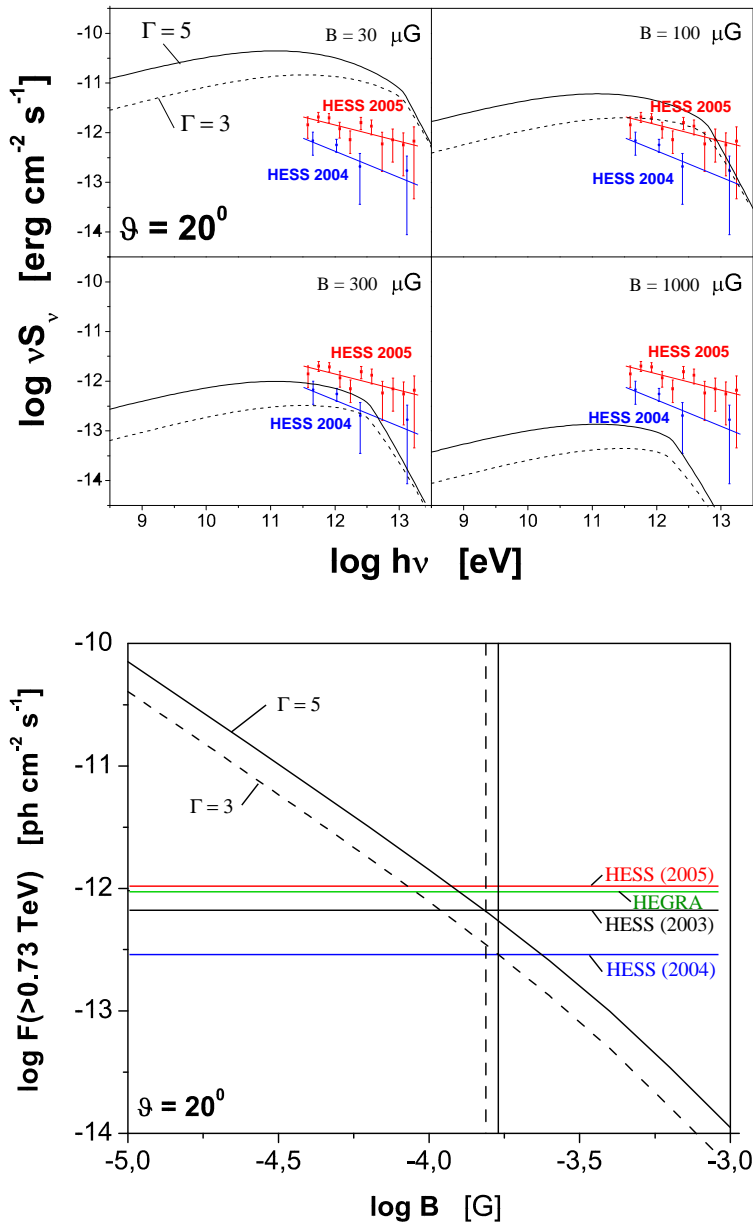 -9
-10
-11
-12
-13
-14
Γ = 5
Γ = 3
B = 30 μG
HESS 2005
HESS 2004
ϑ = 20⁰
B = 100 μG
HESS 2005
HESS 2004
-10
-11
-12
-13
-14
B = 300 μG
HESS 2005
HESS 2004
B = 1000 μG
HESS 2005
HESS 2004
9 10 11 12 13 9 10 11 12 13
log νS_ν [erg cm⁻² s⁻¹]
log hν [eV]
-10
-11
-12
-13
-14
Γ = 5
Γ = 3
HESS (2005)
HEGRA
HESS (2003)
HESS (2004)
ϑ = 20⁰
-5,0 -4,5 -4,0 -3,5 -3,0
log F(>0.73 TeV) [ph cm⁻² s⁻¹]
log B [G]